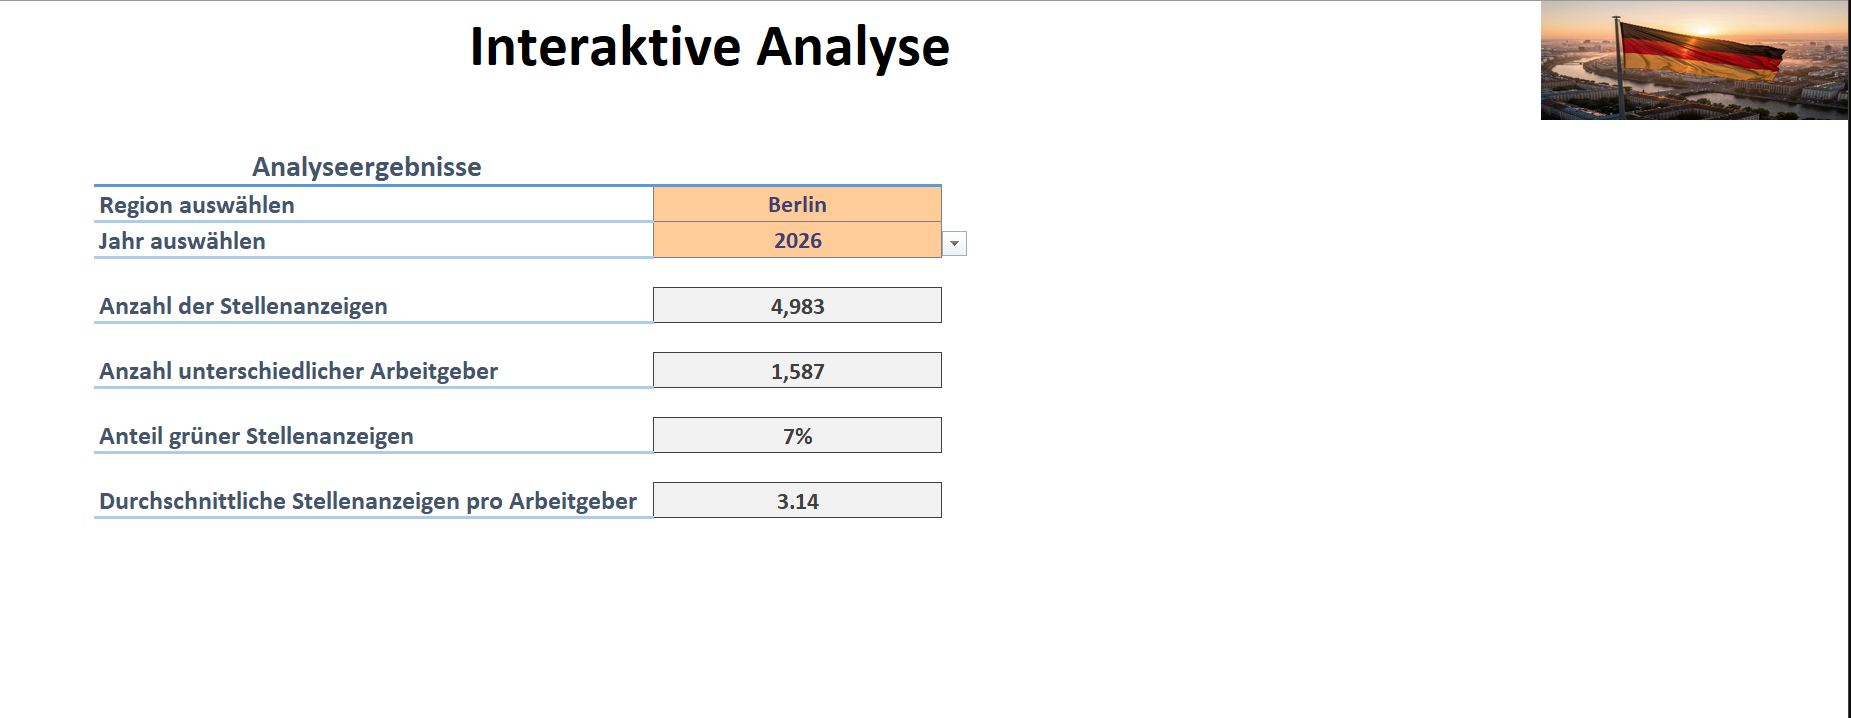 Interaktive Analyse
Analyseergebnisse
Region auswählen Berlin
Jahr auswählen 2026
Anzahl der Stellenanzeigen 4,983
Anzahl unterschiedlicher Arbeitgeber 1,587
Anteil grüner Stellenanzeigen 7%
Durchschnittliche Stellenanzeigen pro Arbeitgeber 3.14